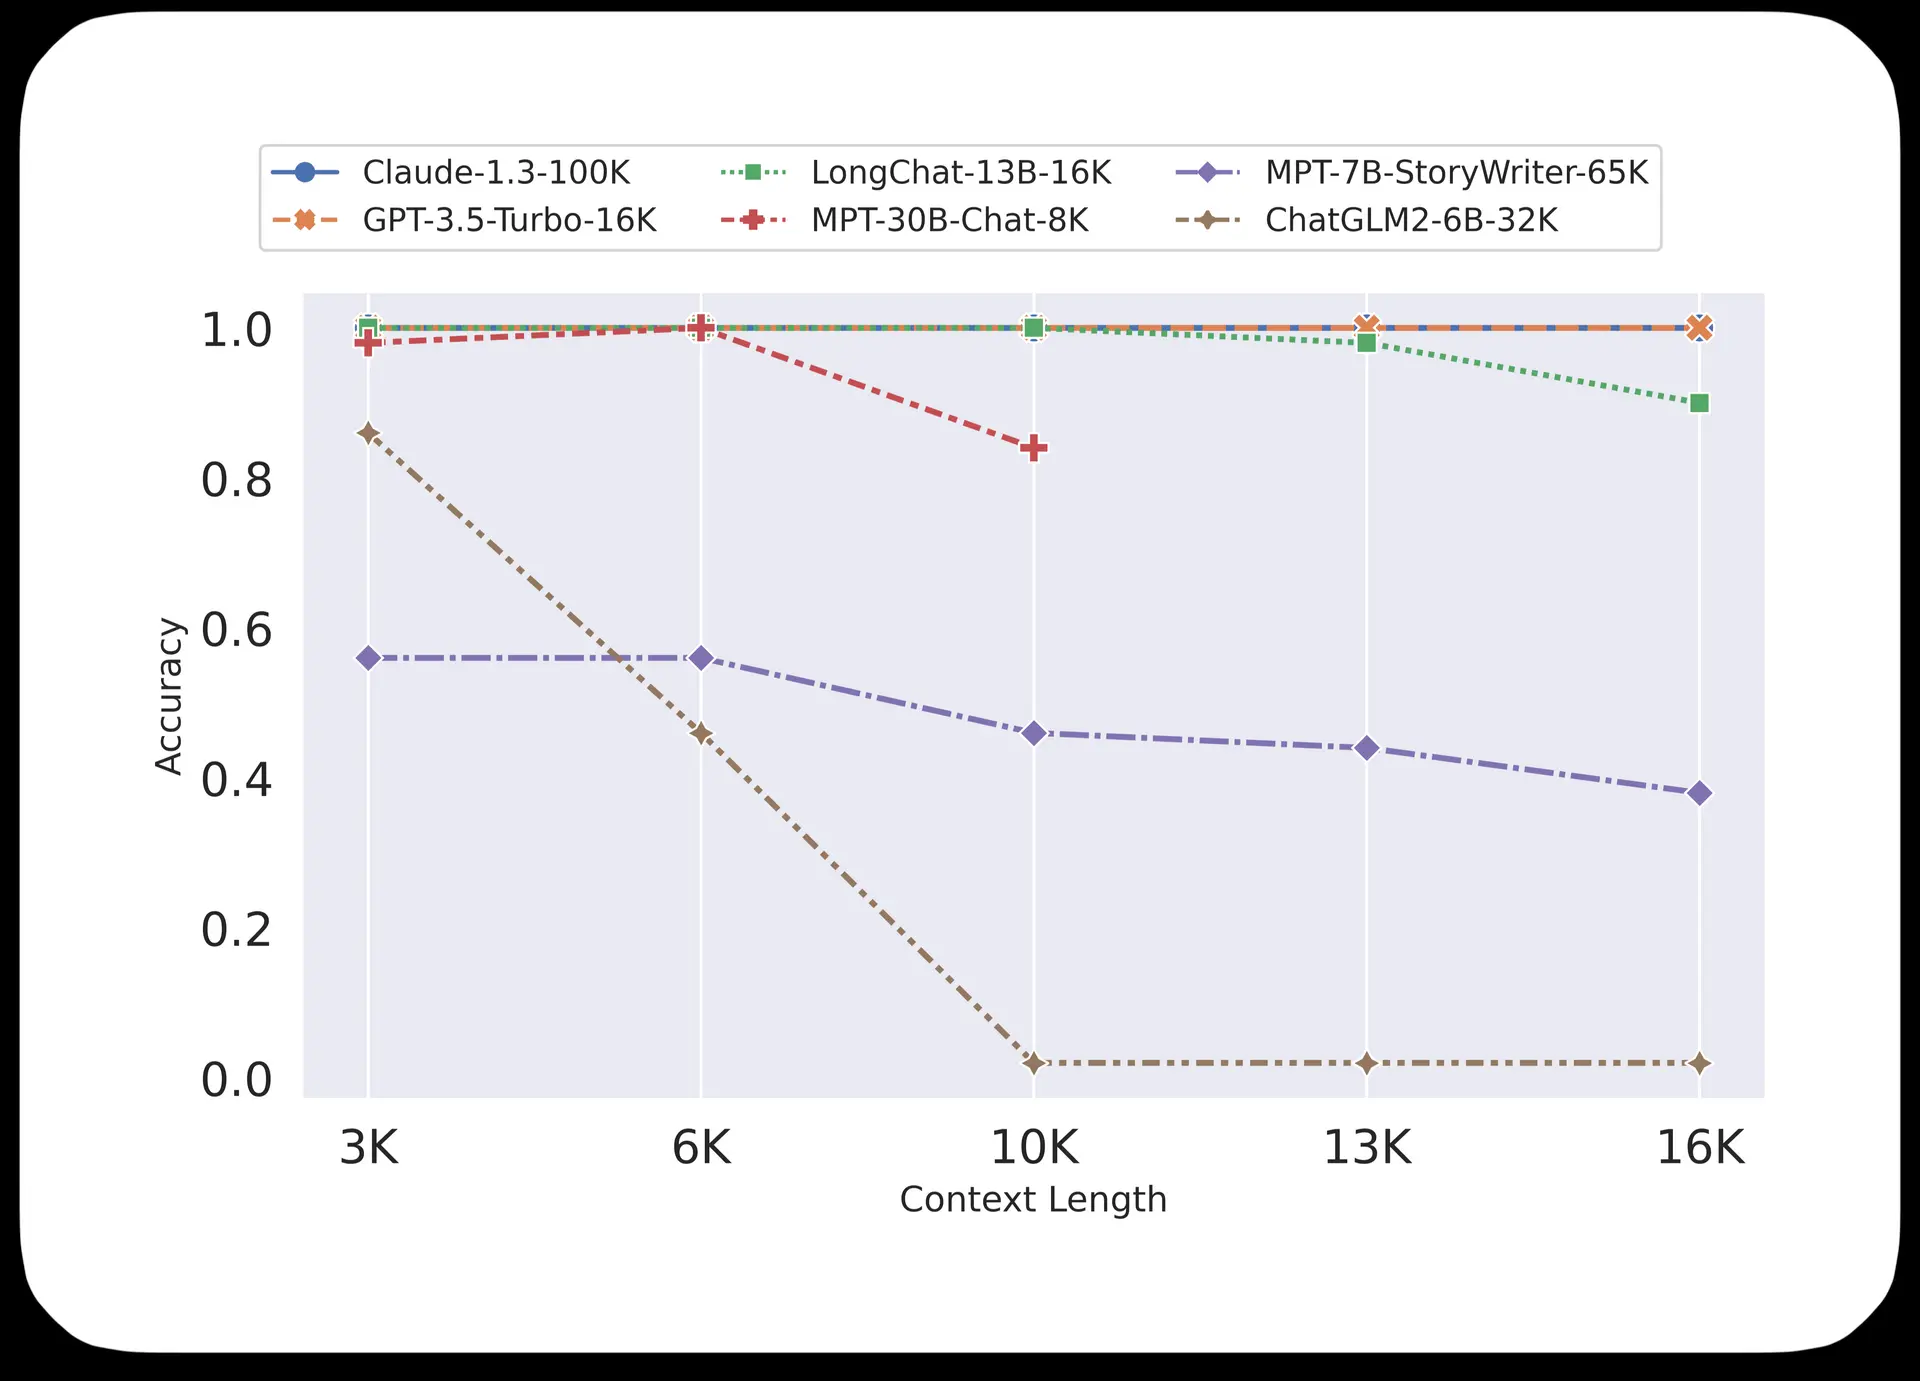 Claude-1.3-100K
GPT-3.5-Turbo-16K
LongChat-13B-16K
MPT-30B-Chat-8K
MPT-7B-StoryWriter-65K
ChatGLM2-6B-32K
1.0
0.8
0.6
0.4
0.2
0.0
Accuracy
3K 6K 10K 13K 16K
Context Length